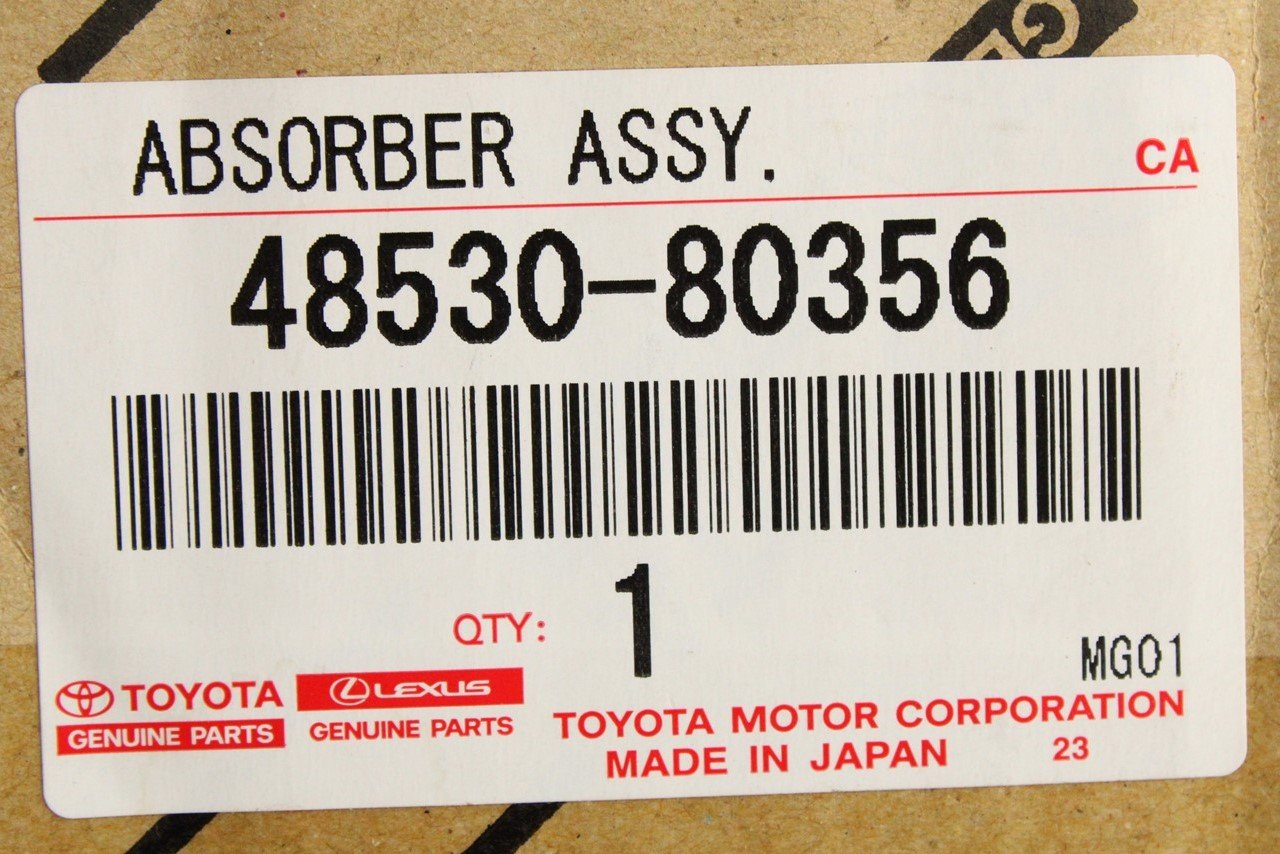 ABSORBER ASSY.
CA
48530-80356
QTY: 1
MG01
TOYOTA
GENUINE PARTS
LEXUS
GENUINE PARTS
TOYOTA MOTOR CORPORATION
MADE IN JAPAN 23